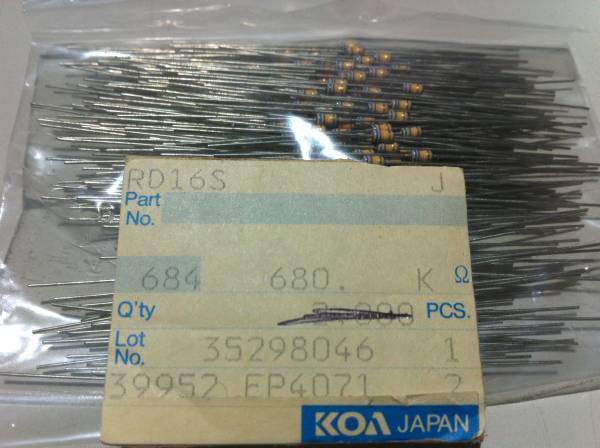 RD16S J
Part
No.
684 680. K Ω
Q'ty PCS.
Lot
No. 35298046 1
39952 EP4071 2
KOA JAPAN